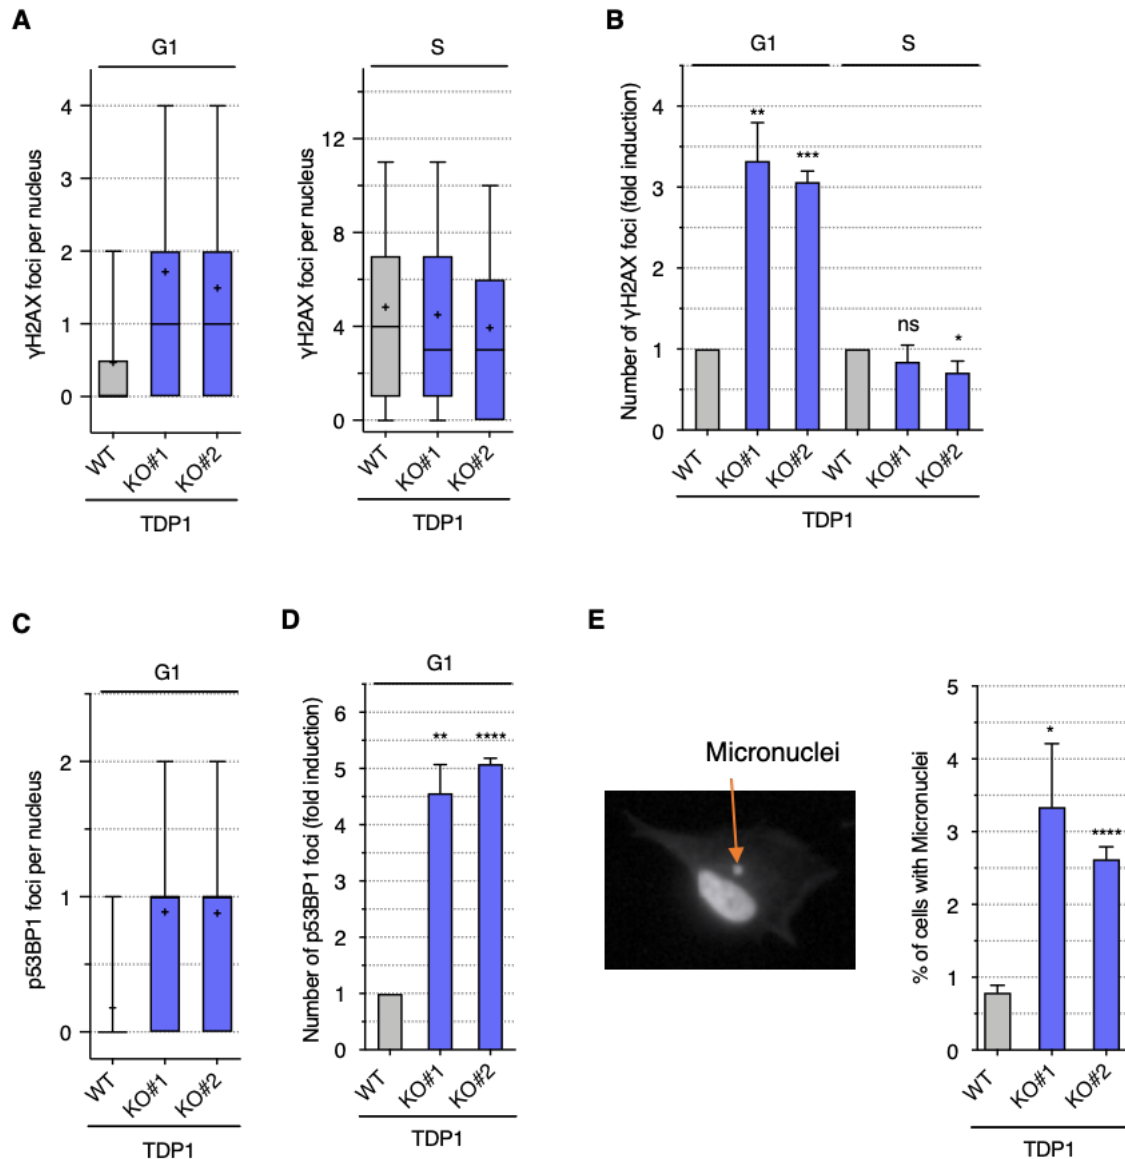 A
G1
γH2AX foci per nucleus
4
3
2
1
0
WT
KO#1
KO#2
TDP1
S
γH2AX foci per nucleus
12
8
4
0
WT
KO#1
KO#2
TDP1
B
G1
S
Number of γH2AX foci (fold induction)
4
3
2
1
0
**
***
ns
*
WT
KO#1
KO#2
WT
KO#1
KO#2
TDP1
C
G1
p53BP1 foci per nucleus
2
1
0
WT
KO#1
KO#2
TDP1
D
G1
Number of p53BP1 foci (fold induction)
6
5
4
3
2
1
0
**
****
WT
KO#1
KO#2
TDP1
E
Micronuclei
% of cells with Micronuclei
5
4
3
2
1
0
*
****
WT
KO#1
KO#2
TDP1